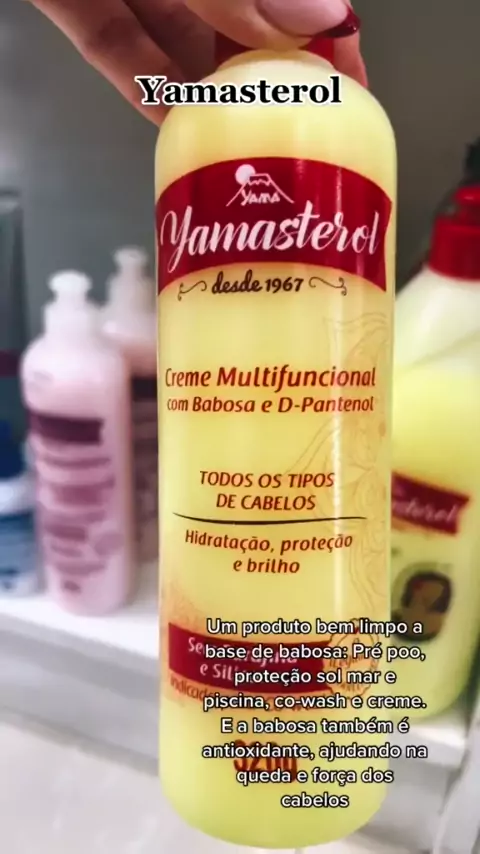 Yamasterol
YAMA
Yamasterol
desde 1967
Creme Multifuncional
com Babosa e D-Pantenol
TODOS OS TIPOS
DE CABELOS
Hidratação, proteção
e brilho
Um produto bem limpo a
base de babosa: Pré poo,
proteção sol mar e
piscina, co-wash e creme.
E a babosa também é
antioxidante, ajudando na
queda e força dos
cabelos